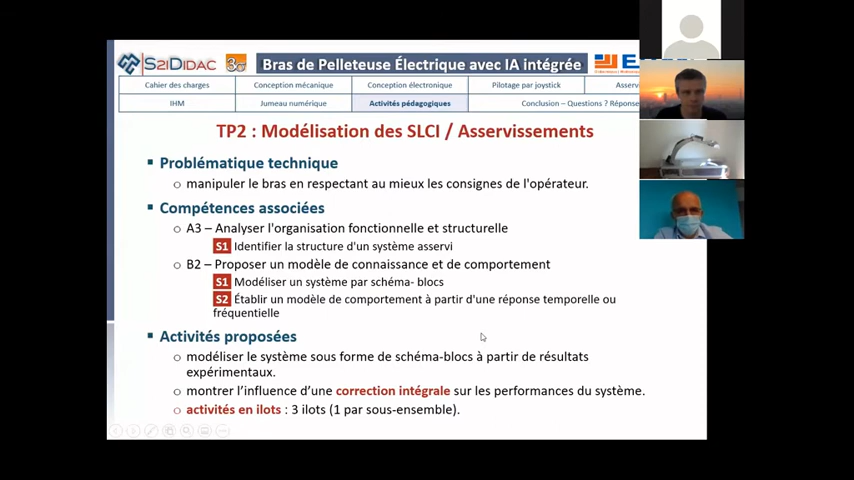 S2IDIDAC
Bras de Pelleteuse Électrique avec IA intégrée
Cahier des charges
Conception mécanique
Conception électronique
Pilotage par joystick
IHM
Jumeau numérique
Activités pédagogiques
Conclusion – Questions ? Réponse
TP2 : Modélisation des SLCI / Asservissements
Problématique technique
manipuler le bras en respectant au mieux les consignes de l'opérateur.
Compétences associées
A3 – Analyser l'organisation fonctionnelle et structurelle
S1 Identifier la structure d'un système asservi
B2 – Proposer un modèle de connaissance et de comportement
S1 Modéliser un système par schéma- blocs
S2 Établir un modèle de comportement à partir d'une réponse temporelle ou
fréquentielle
Activités proposées
modéliser le système sous forme de schéma-blocs à partir de résultats
expérimentaux.
montrer l'influence d'une correction intégrale sur les performances du système.
activités en ilots : 3 ilots (1 par sous-ensemble).